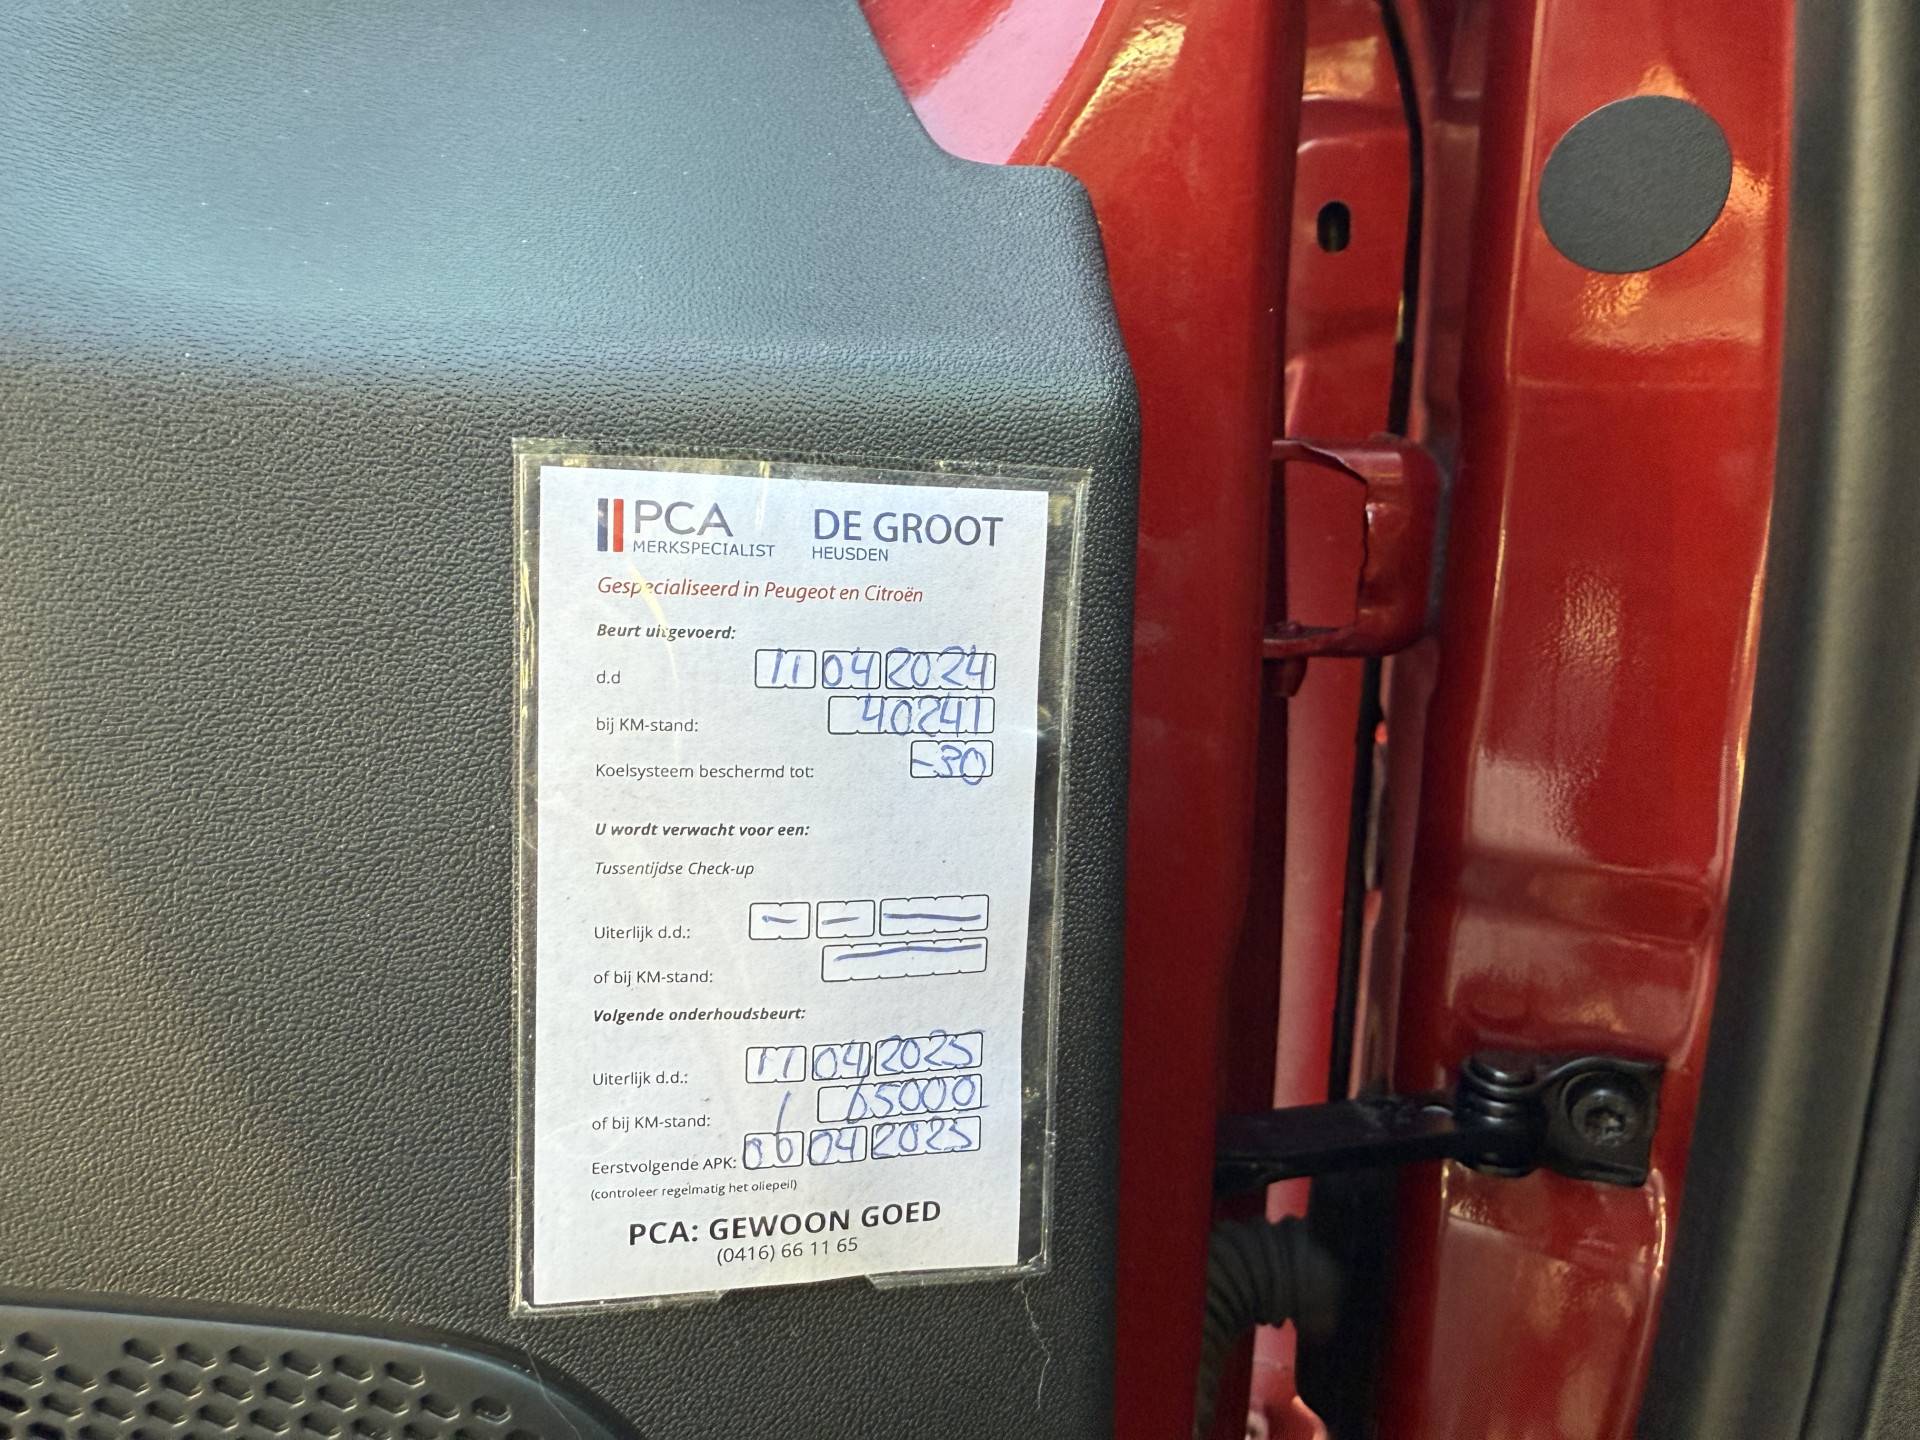 PCA DE GROOT
MERKSPECIALIST HEUSDEN
Gespecialiseerd in Peugeot en Citroën
Beurt uitgevoerd:
d.d 11 04 2024
bij KM-stand: 40241
Koelsysteem beschermd tot: -30
U wordt verwacht voor een:
Tussentijdse Check-up
Uiterlijk d.d.: — — —
of bij KM-stand: —
Volgende onderhoudsbeurt:
Uiterlijk d.d.: 11 04 2025
of bij KM-stand: 65000
Eerstvolgende APK: 06 04 2025
(controleer regelmatig het oliepeil)
PCA: GEWOON GOED
(0416) 66 11 65